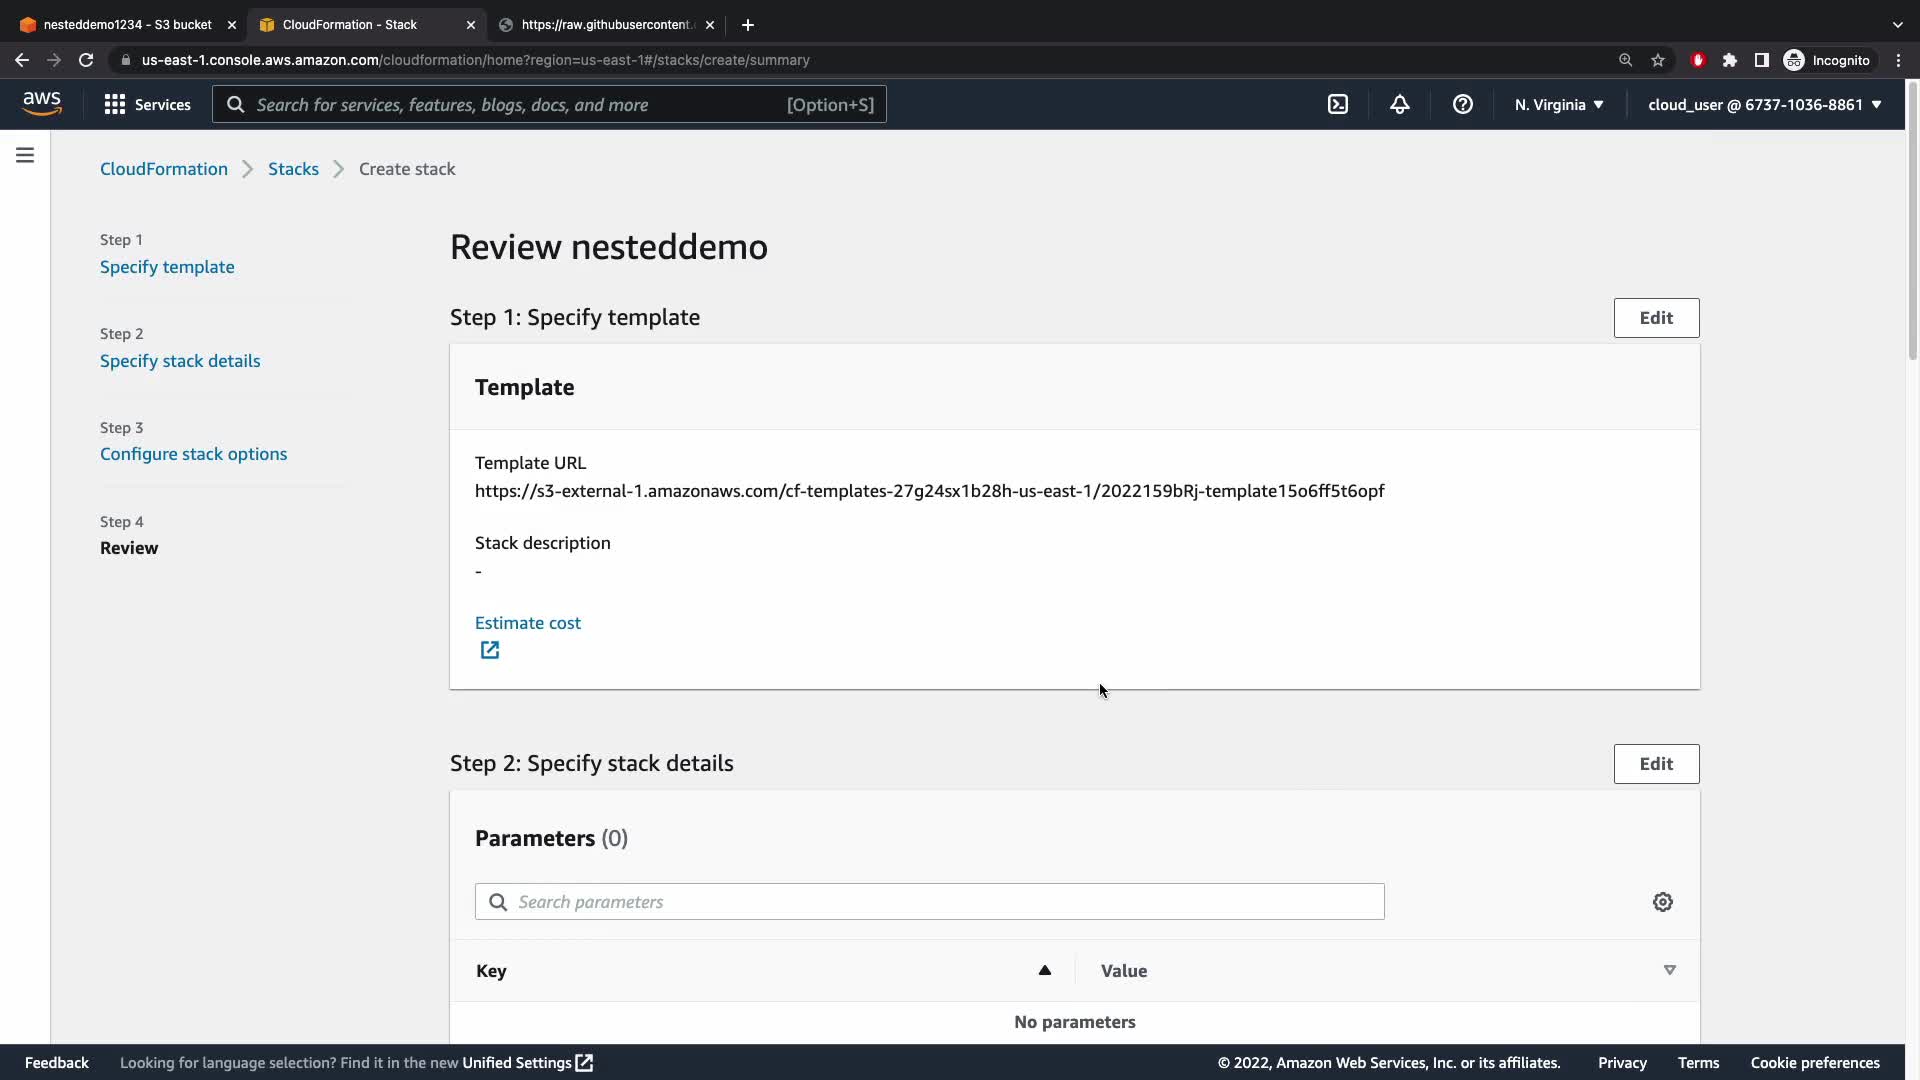 nesteddemo1234 - S3 bucket
CloudFormation - Stack
https://raw.githubusercontent.
us-east-1.console.aws.amazon.com/cloudformation/home?region=us-east-1#/stacks/create/summary
Incognito
aws
Services
Search for services, features, blogs, docs, and more
[Option+S]
N. Virginia
cloud_user @ 6737-1036-8861
CloudFormation
Stacks
Create stack
Step 1
Specify template
Step 2
Specify stack details
Step 3
Configure stack options
Step 4
Review
Review nesteddemo
Step 1: Specify template
Edit
Template
Template URL
https://s3-external-1.amazonaws.com/cf-templates-27g24sx1b28h-us-east-1/2022159bRj-template15o6ff5t6opf
Stack description
-
Estimate cost
Step 2: Specify stack details
Edit
Parameters (0)
Search parameters
Key
Value
No parameters
Feedback
Looking for language selection? Find it in the new Unified Settings
© 2022, Amazon Web Services, Inc. or its affiliates.
Privacy
Terms
Cookie preferences